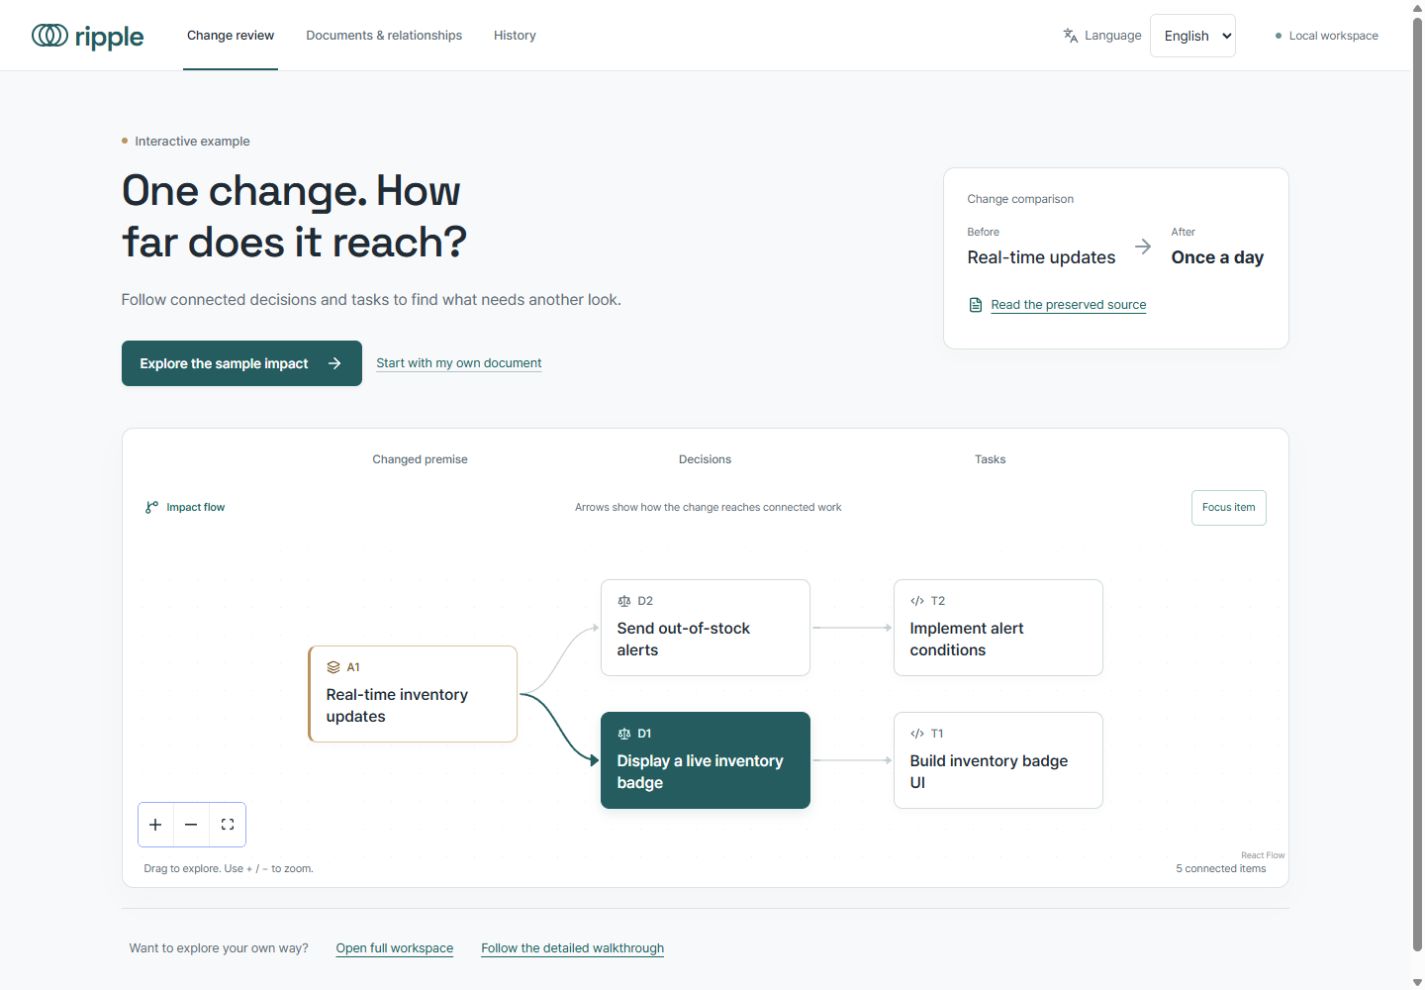 ripple
Change review
Documents & relationships
History
Language
English
Local workspace
Interactive example
One change. How
far does it reach?
Follow connected decisions and tasks to find what needs another look.
Explore the sample impact
Start with my own document
Change comparison
Before
Real-time updates
After
Once a day
Read the preserved source
Changed premise
Decisions
Tasks
Impact flow
Arrows show how the change reaches connected work
Focus item
D2
Send out-of-stock
alerts
T2
Implement alert
conditions
A1
Real-time inventory
updates
D1
Display a live inventory
badge
T1
Build inventory badge
UI
Drag to explore. Use + / − to zoom.
React Flow
5 connected items
Want to explore your own way?
Open full workspace
Follow the detailed walkthrough